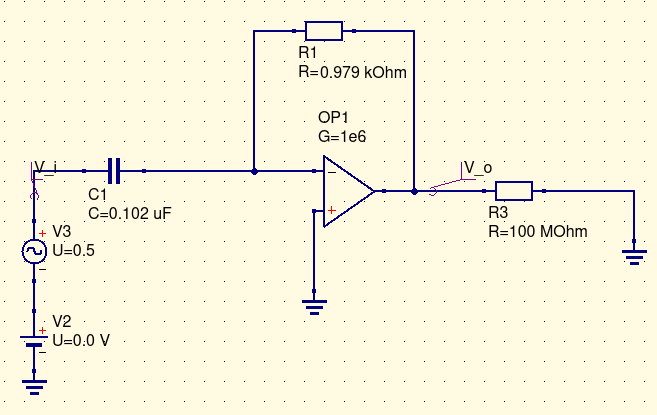 R1
R=0.979 kOhm
OP1
G=1e6
V_i
V_o
C1
C=0.102 uF
R3
R=100 MOhm
V3
U=0.5
V2
U=0.0 V